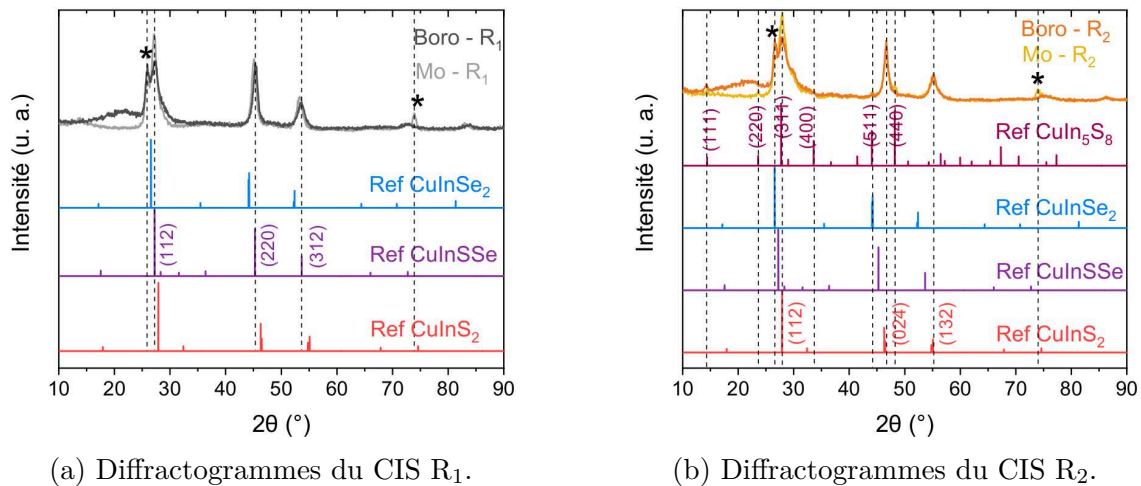 Intensité (u. a.)
Boro - R₁
Mo - R₁
*
*
Ref CuInSe₂
Ref CuInSSe
(112)
(220)
(312)
Ref CuInS₂
10 20 30 40 50 60 70 80 90
2θ (°)
(a) Diffractogrammes du CIS R₁.
Intensité (u. a.)
Boro - R₂
Mo - R₂
*
*
(111)
(220)
(311)
(400)
(511)
(440)
Ref CuIn₅S₈
Ref CuInSe₂
Ref CuInSSe
(112)
(024)
(132)
Ref CuInS₂
10 20 30 40 50 60 70 80 90
2θ (°)
(b) Diffractogrammes du CIS R₂.